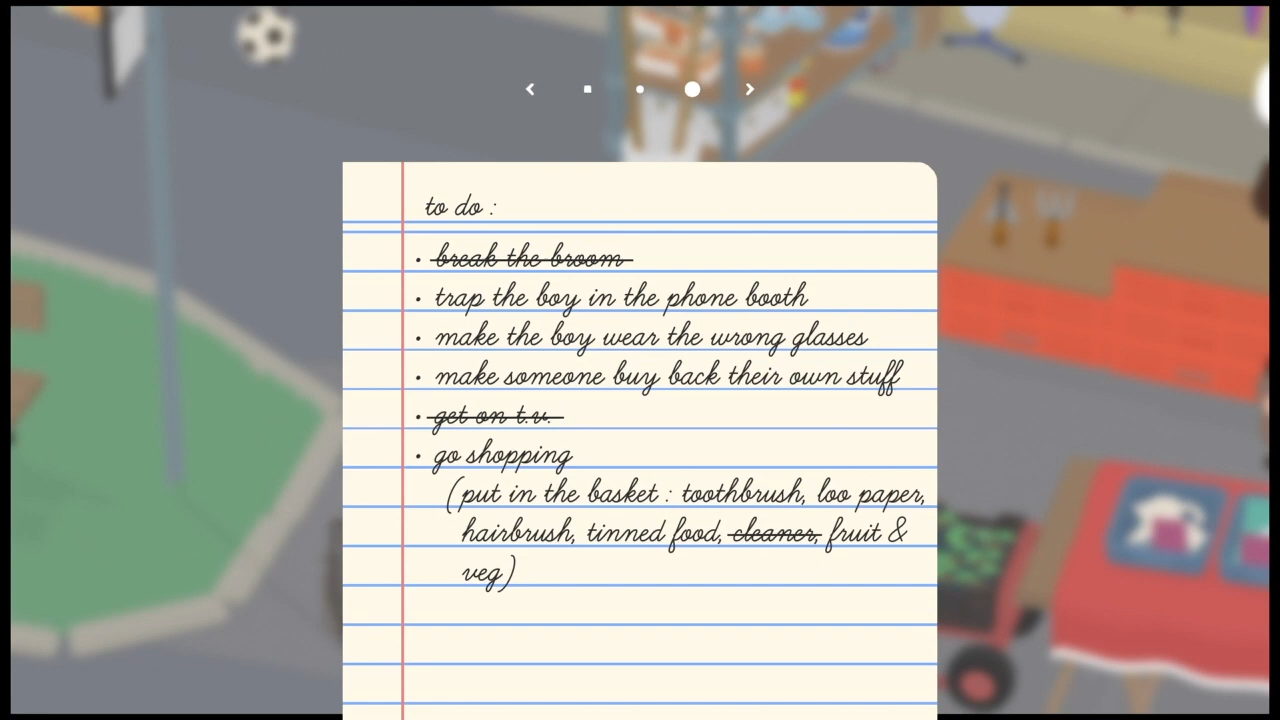 to do :
• break the broom
• trap the boy in the phone booth
• make the boy wear the wrong glasses
• make someone buy back their own stuff
• get on t.v.
• go shopping
(put in the basket : toothbrush, loo paper,
hairbrush, tinned food, cleaner, fruit &
veg)